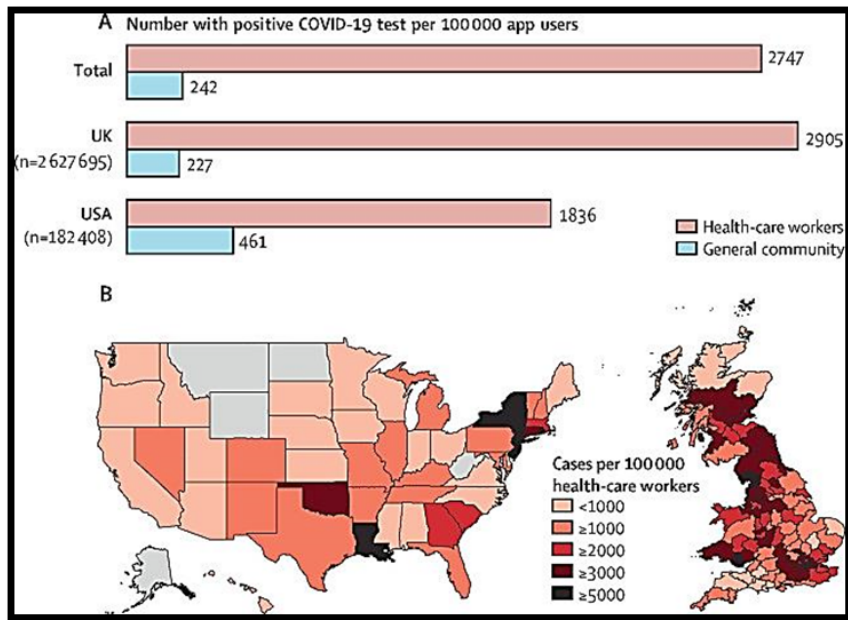 A Number with positive COVID-19 test per 100 000 app users
Total
2747
242
UK
(n=2 627 695)
2905
227
USA
(n=182 408)
1836
461
Health-care workers
General community
B
Cases per 100 000
health-care workers
<1000
≥1000
≥2000
≥3000
≥5000